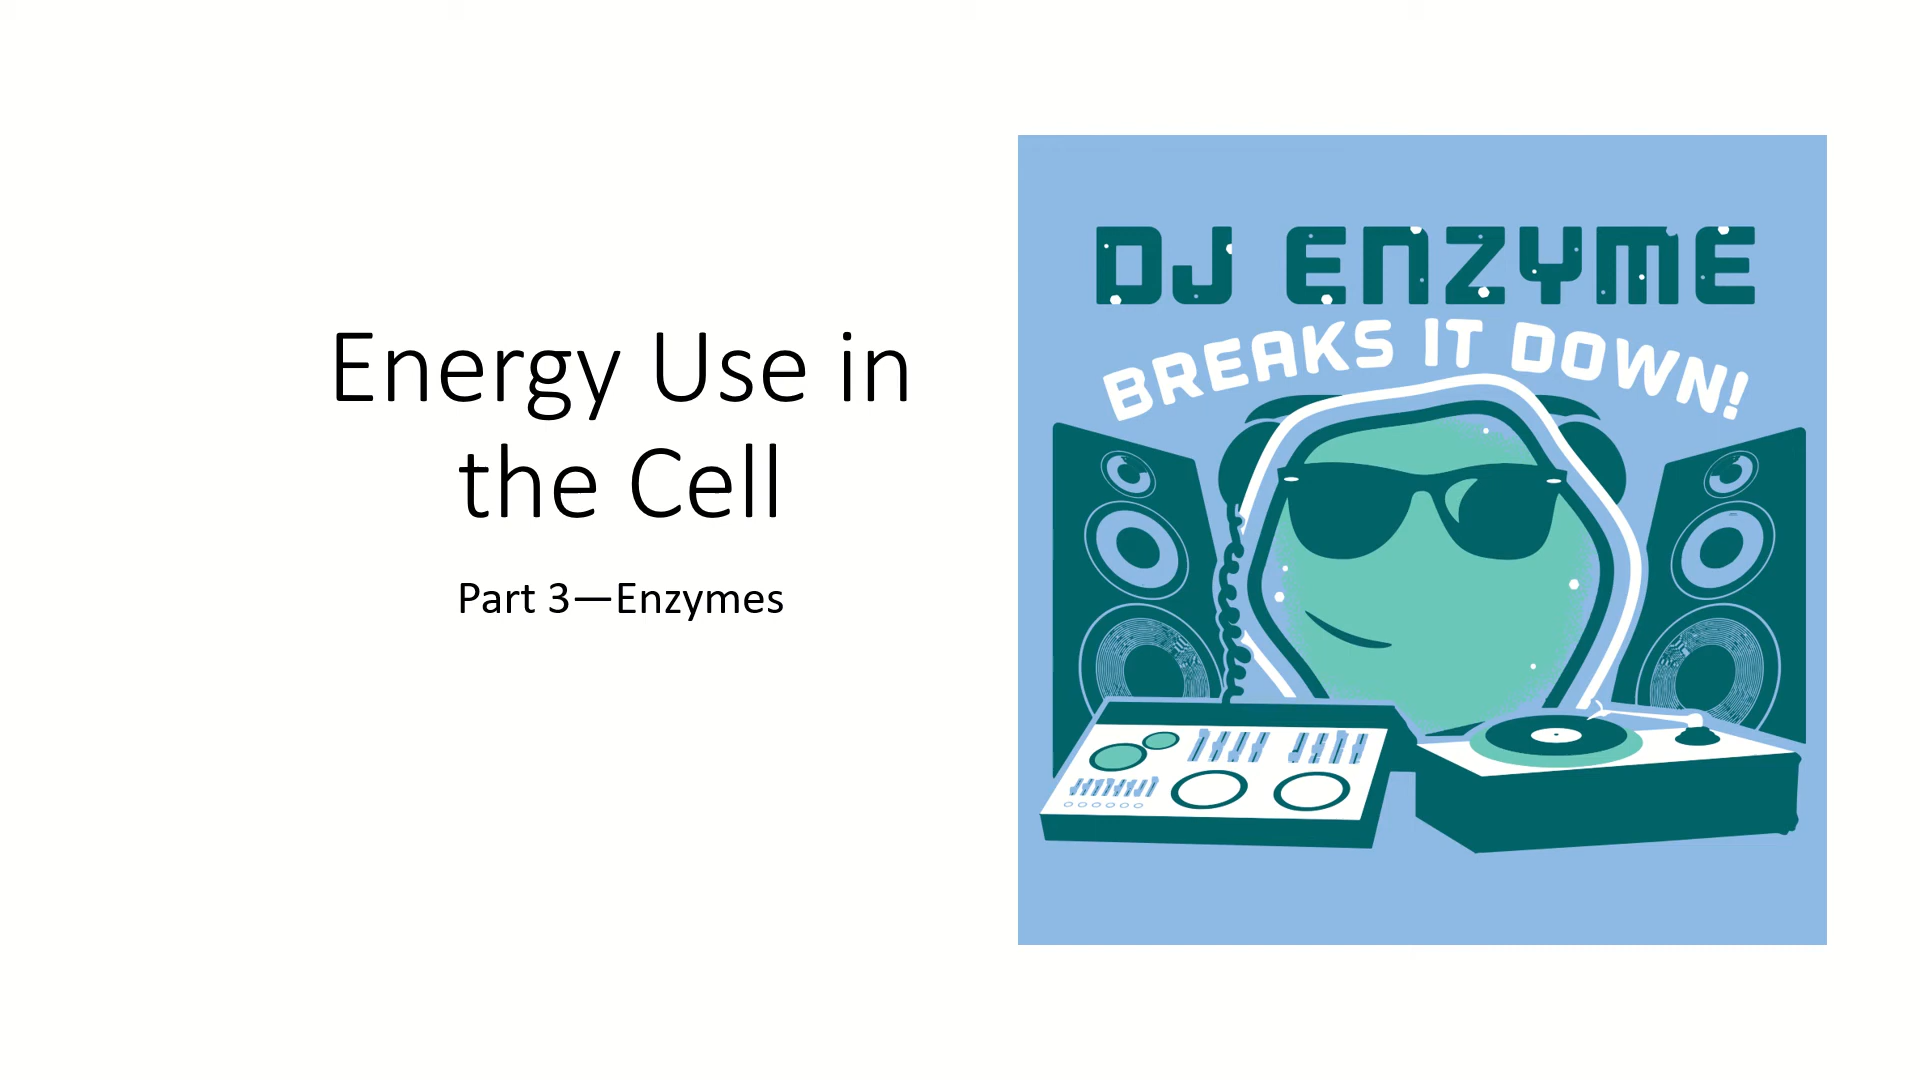 Energy Use in
the Cell
Part 3—Enzymes
DJ ENZYME
BREAKS IT DOWN!